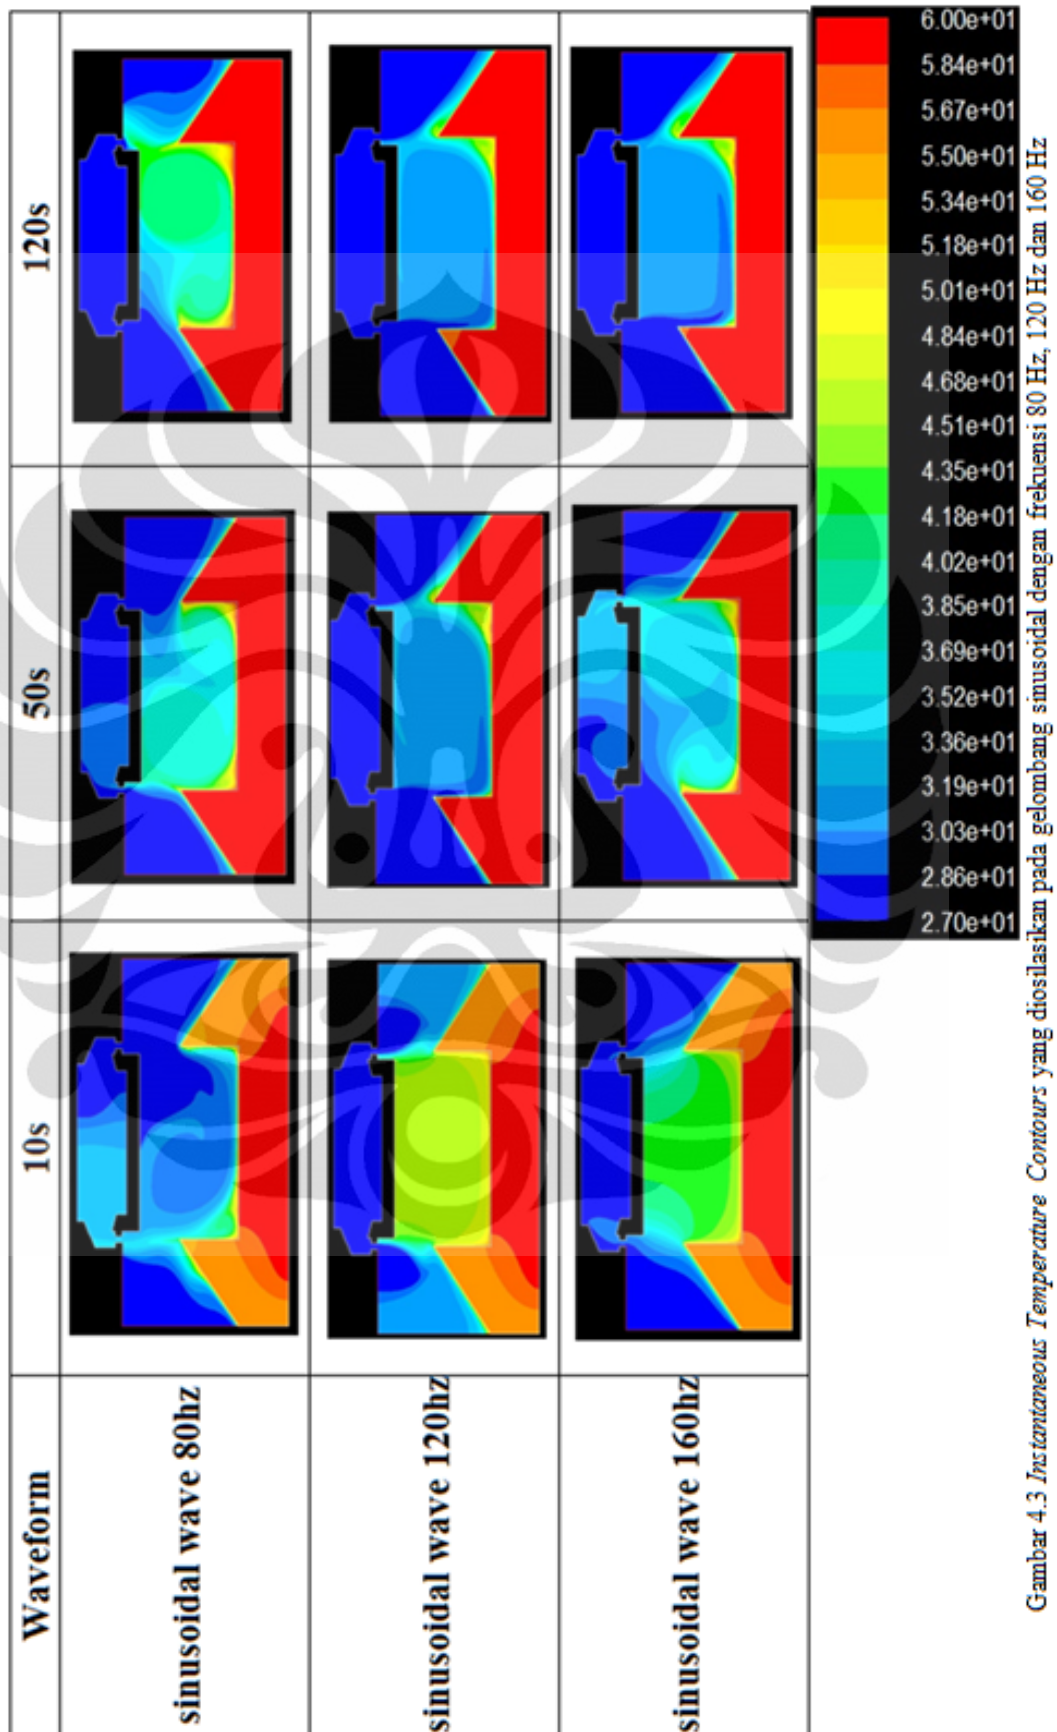 Waveform
10s
50s
120s
sinusoidal wave 80hz
sinusoidal wave 120hz
sinusoidal wave 160hz
6.00e+01
5.84e+01
5.67e+01
5.50e+01
5.34e+01
5.18e+01
5.01e+01
4.84e+01
4.68e+01
4.51e+01
4.35e+01
4.18e+01
4.02e+01
3.85e+01
3.69e+01
3.52e+01
3.36e+01
3.19e+01
3.03e+01
2.86e+01
2.70e+01
Gambar 4.3 Instantaneous Temperature Contours yang diosilasikan pada gelombang sinusoidal dengan frekuensi 80 Hz, 120 Hz dan 160 Hz